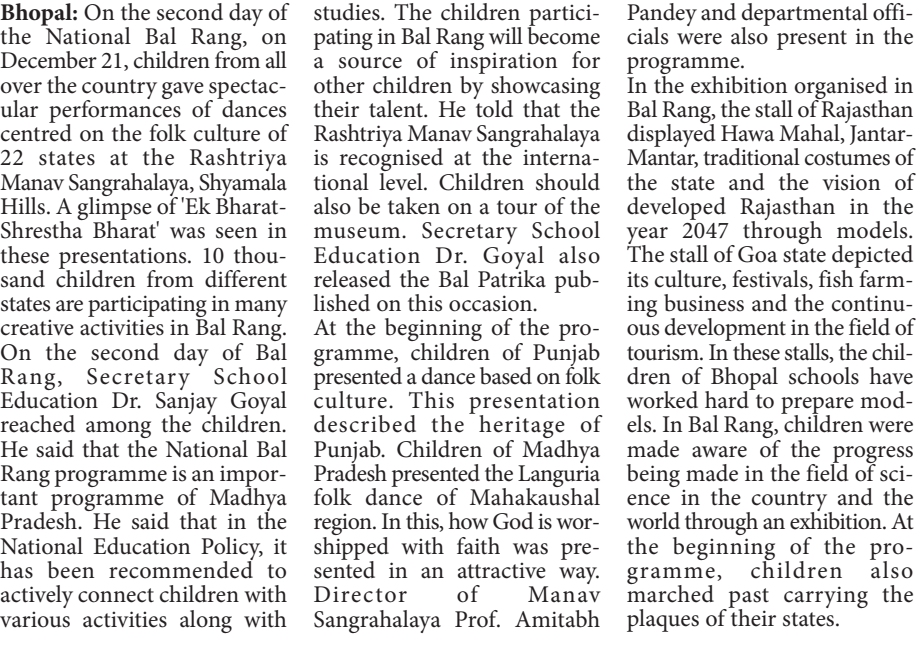 Bhopal: On the second day of
the National Bal Rang, on
December 21, children from all
over the country gave spectac-
ular performances of dances
centred on the folk culture of
22 states at the Rashtriya
Manav Sangrahalaya, Shyamala
Hills. A glimpse of 'Ek Bharat-
Shrestha Bharat' was seen in
these presentations. 10 thou-
sand children from different
states are participating in many
creative activities in Bal Rang.
On the second day of Bal
Rang, Secretary School
Education Dr. Sanjay Goyal
reached among the children.
He said that the National Bal
Rang programme is an impor-
tant programme of Madhya
Pradesh. He said that in the
National Education Policy, it
has been recommended to
actively connect children with
various activities along with
studies. The children partici-
pating in Bal Rang will become
a source of inspiration for
other children by showcasing
their talent. He told that the
Rashtriya Manav Sangrahalaya
is recognised at the interna-
tional level. Children should
also be taken on a tour of the
museum. Secretary School
Education Dr. Goyal also
released the Bal Patrika pub-
lished on this occasion.
At the beginning of the pro-
gramme, children of Punjab
presented a dance based on folk
culture. This presentation
described the heritage of
Punjab. Children of Madhya
Pradesh presented the Languria
folk dance of Mahakaushal
region. In this, how God is wor-
shipped with faith was pre-
sented in an attractive way.
Director of Manav
Sangrahalaya Prof. Amitabh
Pandey and departmental offi-
cials were also present in the
programme.
In the exhibition organised in
Bal Rang, the stall of Rajasthan
displayed Hawa Mahal, Jantar-
Mantar, traditional costumes of
the state and the vision of
developed Rajasthan in the
year 2047 through models.
The stall of Goa state depicted
its culture, festivals, fish farm-
ing business and the continu-
ous development in the field of
tourism. In these stalls, the chil-
dren of Bhopal schools have
worked hard to prepare mod-
els. In Bal Rang, children were
made aware of the progress
being made in the field of sci-
ence in the country and the
world through an exhibition. At
the beginning of the pro-
gramme, children also
marched past carrying the
plaques of their states.